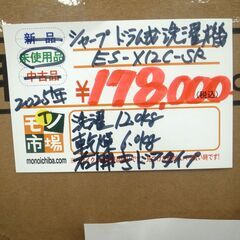 新品
シャープ ドラム式洗濯機
未使用品
ES-X12C-SR
中古品
2025年
¥178,000(税込)
モノ市場
monoichiba.com
洗濯12.0kg
乾燥6.0kg
右開きドアタイプ